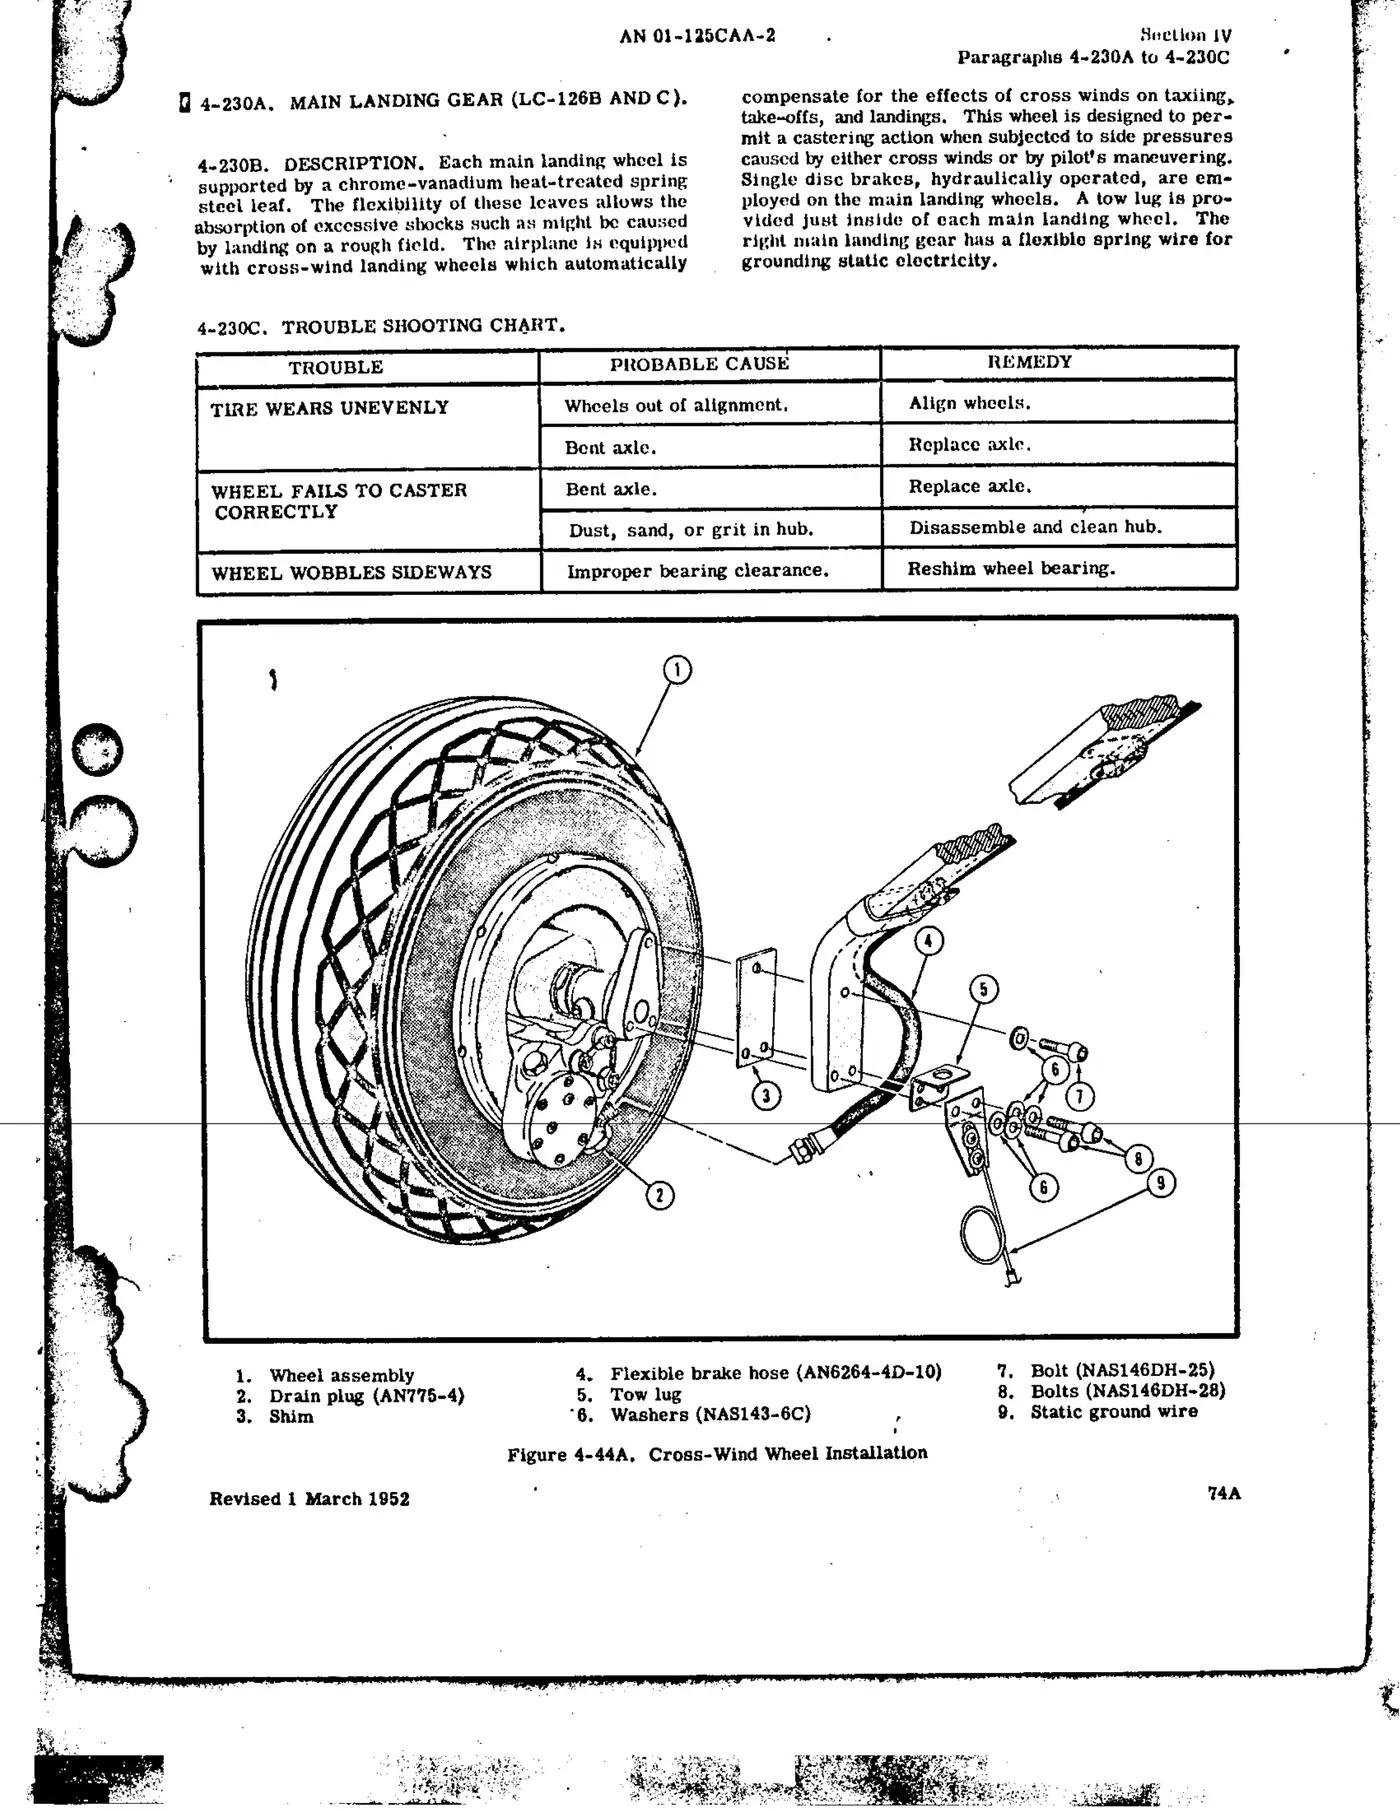 AN 01-125CAA-2
Section IV
Paragraphs 4-230A to 4-230C
4-230A. MAIN LANDING GEAR (LC-126B AND C).
4-230B. DESCRIPTION. Each main landing wheel is
supported by a chrome-vanadium heat-treated spring
steel leaf. The flexibility of these leaves allows the
absorption of excessive shocks such as might be caused
by landing on a rough field. The airplane is equipped
with cross-wind landing wheels which automatically
compensate for the effects of cross winds on taxiing,
take-offs, and landings. This wheel is designed to per-
mit a castering action when subjected to side pressures
caused by either cross winds or by pilot's maneuvering.
Single disc brakes, hydraulically operated, are em-
ployed on the main landing wheels. A tow lug is pro-
vided just inside of each main landing wheel. The
right main landing gear has a flexible spring wire for
grounding static electricity.
4-230C. TROUBLE SHOOTING CHART.
TROUBLE PROBABLE CAUSE REMEDY
TIRE WEARS UNEVENLY Wheels out of alignment. Align wheels.
Bent axle. Replace axle.
WHEEL FAILS TO CASTER Bent axle. Replace axle.
CORRECTLY
Dust, sand, or grit in hub. Disassemble and clean hub.
WHEEL WOBBLES SIDEWAYS Improper bearing clearance. Reshim wheel bearing.
1
4
5
6
3
7
8
2
6
9
1. Wheel assembly
2. Drain plug (AN775-4)
3. Shim
4. Flexible brake hose (AN6264-4D-10)
5. Tow lug
6. Washers (NAS143-6C)
7. Bolt (NAS146DH-25)
8. Bolts (NAS146DH-28)
9. Static ground wire
Figure 4-44A. Cross-Wind Wheel Installation
Revised 1 March 1952
74A